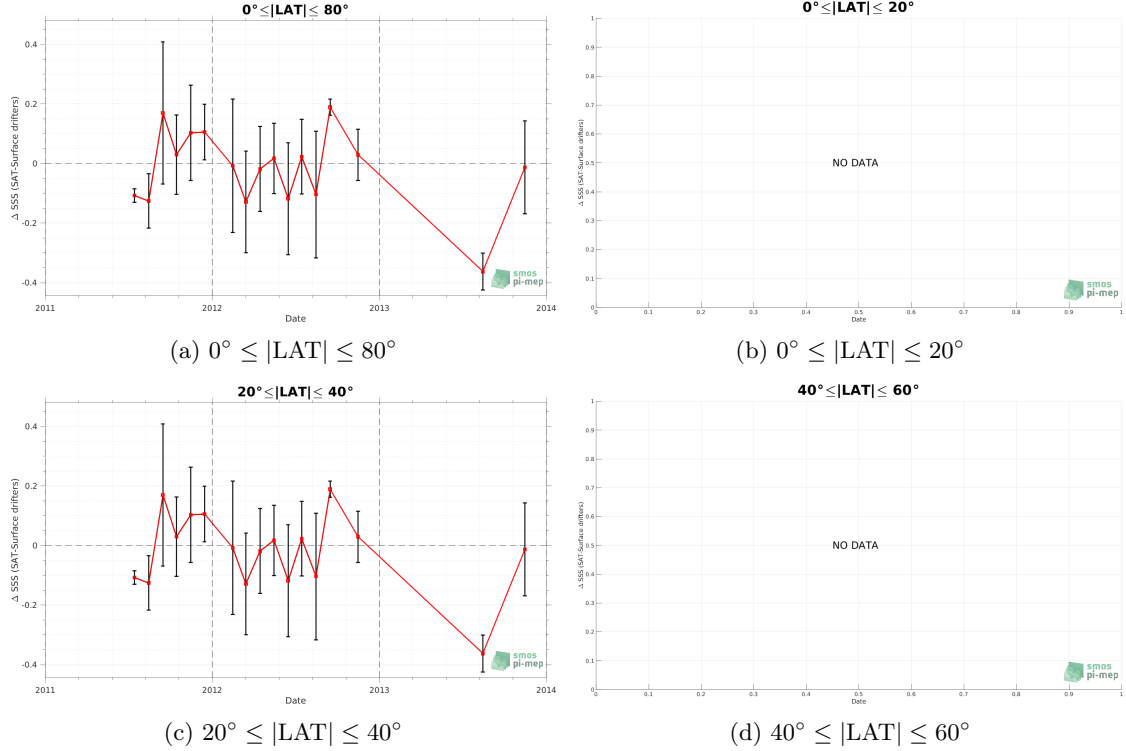 0°≤|LAT|≤ 80°
0.4
0.2
0
-0.2
-0.4
Δ SSS (SAT-Surface drifters)
2011
2012
2013
2014
Date
smos
pi-mep
(a) 0° ≤ |LAT| ≤ 80°
0°≤|LAT|≤ 20°
1
0.9
0.8
0.7
0.6
0.5
0.4
0.3
0.2
0.1
0
Δ SSS (SAT-Surface drifters)
NO DATA
0
0.1
0.2
0.3
0.4
0.5
0.6
0.7
0.8
0.9
1
Date
smos
pi-mep
(b) 0° ≤ |LAT| ≤ 20°
20°≤|LAT|≤ 40°
0.4
0.2
0
-0.2
-0.4
Δ SSS (SAT-Surface drifters)
2011
2012
2013
2014
Date
smos
pi-mep
(c) 20° ≤ |LAT| ≤ 40°
40°≤|LAT|≤ 60°
1
0.9
0.8
0.7
0.6
0.5
0.4
0.3
0.2
0.1
0
Δ SSS (SAT-Surface drifters)
NO DATA
0
0.1
0.2
0.3
0.4
0.5
0.6
0.7
0.8
0.9
1
Date
smos
pi-mep
(d) 40° ≤ |LAT| ≤ 60°